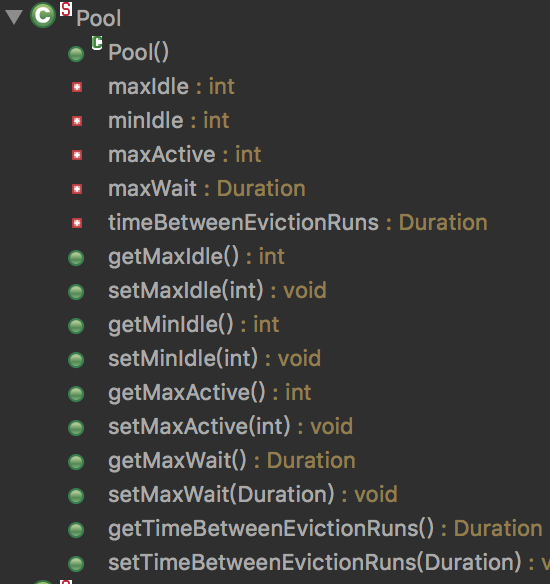 C S Pool
C Pool()
maxIdle : int
minIdle : int
maxActive : int
maxWait : Duration
timeBetweenEvictionRuns : Duration
getMaxIdle() : int
setMaxIdle(int) : void
getMinIdle() : int
setMinIdle(int) : void
getMaxActive() : int
setMaxActive(int) : void
getMaxWait() : Duration
setMaxWait(Duration) : void
getTimeBetweenEvictionRuns() : Duration
setTimeBetweenEvictionRuns(Duration) :